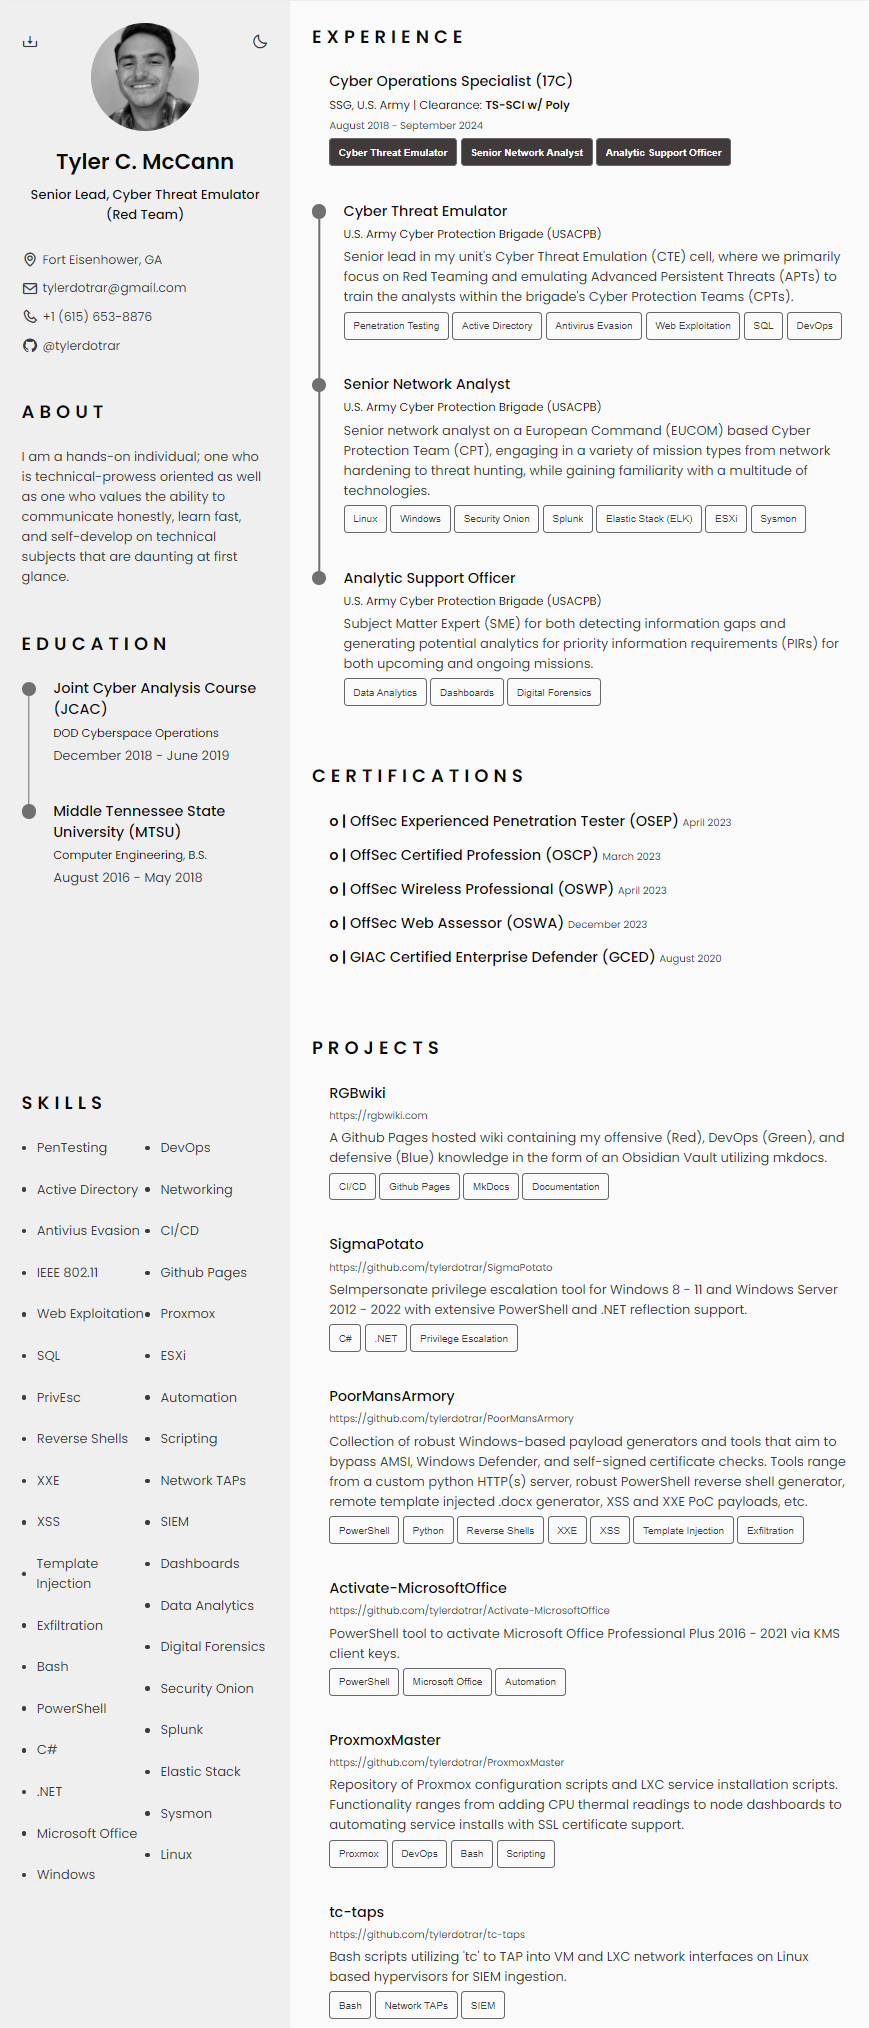 Tyler C. McCann
Senior Lead, Cyber Threat Emulator
(Red Team)
Fort Eisenhower, GA
tylerdotrar@gmail.com
+1 (615) 653-8876
@tylerdotrar
ABOUT
I am a hands-on individual; one who
is technical-prowess oriented as well
as one who values the ability to
communicate honestly, learn fast,
and self-develop on technical
subjects that are daunting at first
glance.
EDUCATION
Joint Cyber Analysis Course
(JCAC)
DOD Cyberspace Operations
December 2018 - June 2019
Middle Tennessee State
University (MTSU)
Computer Engineering, B.S.
August 2016 - May 2018
SKILLS
• PenTesting
• Active Directory
• Antivius Evasion
• IEEE 802.11
• Web Exploitation
• SQL
• PrivEsc
• Reverse Shells
• XXE
• XSS
• Template
Injection
• Exfiltration
• Bash
• PowerShell
• C#
• .NET
• Microsoft Office
• Windows
• DevOps
• Networking
• CI/CD
• Github Pages
• Proxmox
• ESXi
• Automation
• Scripting
• Network TAPs
• SIEM
• Dashboards
• Data Analytics
• Digital Forensics
• Security Onion
• Splunk
• Elastic Stack
• Sysmon
• Linux
EXPERIENCE
Cyber Operations Specialist (17C)
SSG, U.S. Army | Clearance: TS-SCI w/ Poly
August 2018 - September 2024
Cyber Threat Emulator Senior Network Analyst Analytic Support Officer
Cyber Threat Emulator
U.S. Army Cyber Protection Brigade (USACPB)
Senior lead in my unit's Cyber Threat Emulation (CTE) cell, where we primarily
focus on Red Teaming and emulating Advanced Persistent Threats (APTs) to
train the analysts within the brigade's Cyber Protection Teams (CPTs).
Penetration Testing Active Directory Antivirus Evasion Web Exploitation SQL DevOps
Senior Network Analyst
U.S. Army Cyber Protection Brigade (USACPB)
Senior network analyst on a European Command (EUCOM) based Cyber
Protection Team (CPT), engaging in a variety of mission types from network
hardening to threat hunting, while gaining familiarity with a multitude of
technologies.
Linux Windows Security Onion Splunk Elastic Stack (ELK) ESXi Sysmon
Analytic Support Officer
U.S. Army Cyber Protection Brigade (USACPB)
Subject Matter Expert (SME) for both detecting information gaps and
generating potential analytics for priority information requirements (PIRs) for
both upcoming and ongoing missions.
Data Analytics Dashboards Digital Forensics
CERTIFICATIONS
o | OffSec Experienced Penetration Tester (OSEP) April 2023
o | OffSec Certified Profession (OSCP) March 2023
o | OffSec Wireless Professional (OSWP) April 2023
o | OffSec Web Assessor (OSWA) December 2023
o | GIAC Certified Enterprise Defender (GCED) August 2020
PROJECTS
RGBwiki
https://rgbwiki.com
A Github Pages hosted wiki containing my offensive (Red), DevOps (Green), and
defensive (Blue) knowledge in the form of an Obsidian Vault utilizing mkdocs.
CI/CD Github Pages MkDocs Documentation
SigmaPotato
https://github.com/tylerdotrar/SigmaPotato
SeImpersonate privilege escalation tool for Windows 8 - 11 and Windows Server
2012 - 2022 with extensive PowerShell and .NET reflection support.
C# .NET Privilege Escalation
PoorMansArmory
https://github.com/tylerdotrar/PoorMansArmory
Collection of robust Windows-based payload generators and tools that aim to
bypass AMSI, Windows Defender, and self-signed certificate checks. Tools range
from a custom python HTTP(s) server, robust PowerShell reverse shell generator,
remote template injected .docx generator, XSS and XXE PoC payloads, etc.
PowerShell Python Reverse Shells XXE XSS Template Injection Exfiltration
Activate-MicrosoftOffice
https://github.com/tylerdotrar/Activate-MicrosoftOffice
PowerShell tool to activate Microsoft Office Professional Plus 2016 - 2021 via KMS
client keys.
PowerShell Microsoft Office Automation
ProxmoxMaster
https://github.com/tylerdotrar/ProxmoxMaster
Repository of Proxmox configuration scripts and LXC service installation scripts.
Functionality ranges from adding CPU thermal readings to node dashboards to
automating service installs with SSL certificate support.
Proxmox DevOps Bash Scripting
tc-taps
https://github.com/tylerdotrar/tc-taps
Bash scripts utilizing 'tc' to TAP into VM and LXC network interfaces on Linux
based hypervisors for SIEM ingestion.
Bash Network TAPs SIEM